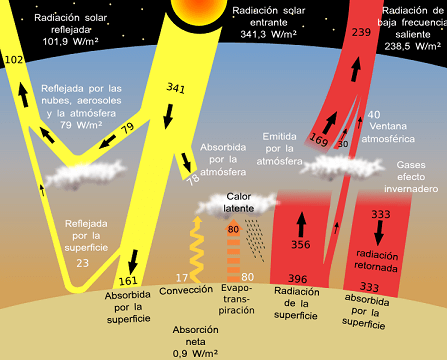 Radiación solar
reflejada
101,9 W/m²
Radiación solar
entrante
341,3 W/m²
Radiación de
baja frecuencia
saliente
238,5 W/m²
102
341
239
Reflejada por las
nubes, aerosoles
y la atmósfera
79 W/m²
79
Absorbida
por la
atmósfera
78
Emitida
por la
atmósfera
169
30
40
Ventana
atmosférica
Gases
efecto
invernadero
Calor
latente
80
356
333
radiación
retornada
Reflejada
por la
superficie
23
161
Absorbida
por la
superficie
17
Convección
80
Evapo-
transpi-
ración
396
Radiación
de la
superficie
333
absorbida
por la
superficie
Absorción
neta
0,9 W/m²